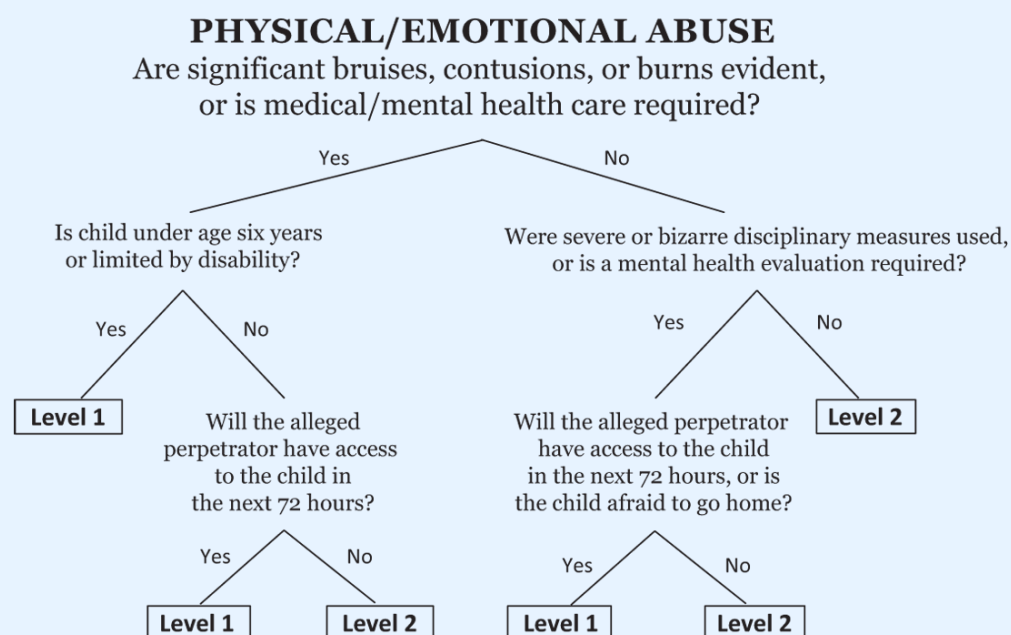 PHYSICAL/EMOTIONAL ABUSE
Are significant bruises, contusions, or burns evident,
or is medical/mental health care required?
Yes
No
Is child under age six years
or limited by disability?
Were severe or bizarre disciplinary measures used,
or is a mental health evaluation required?
Yes
No
Yes
No
Level 1
Will the alleged
perpetrator have access
to the child in
the next 72 hours?
Will the alleged perpetrator
have access to the child
in the next 72 hours, or is
the child afraid to go home?
Level 2
Yes
No
Yes
No
Level 1
Level 2
Level 1
Level 2